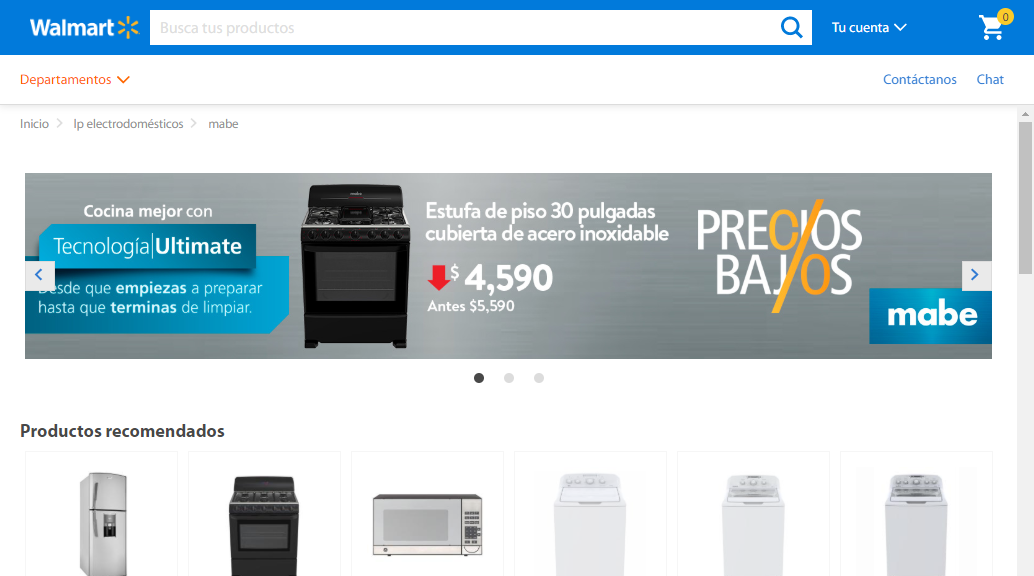 Walmart
Busca tus productos
Tu cuenta
0
Departamentos
Contáctanos
Chat
Inicio
lp electrodomésticos
mabe
Cocina mejor con
Tecnología|Ultimate
Desde que empiezas a preparar
hasta que terminas de limpiar.
Estufa de piso 30 pulgadas
cubierta de acero inoxidable
$ 4,590
Antes $5,590
PRECIOS
BAJOS
mabe
Productos recomendados